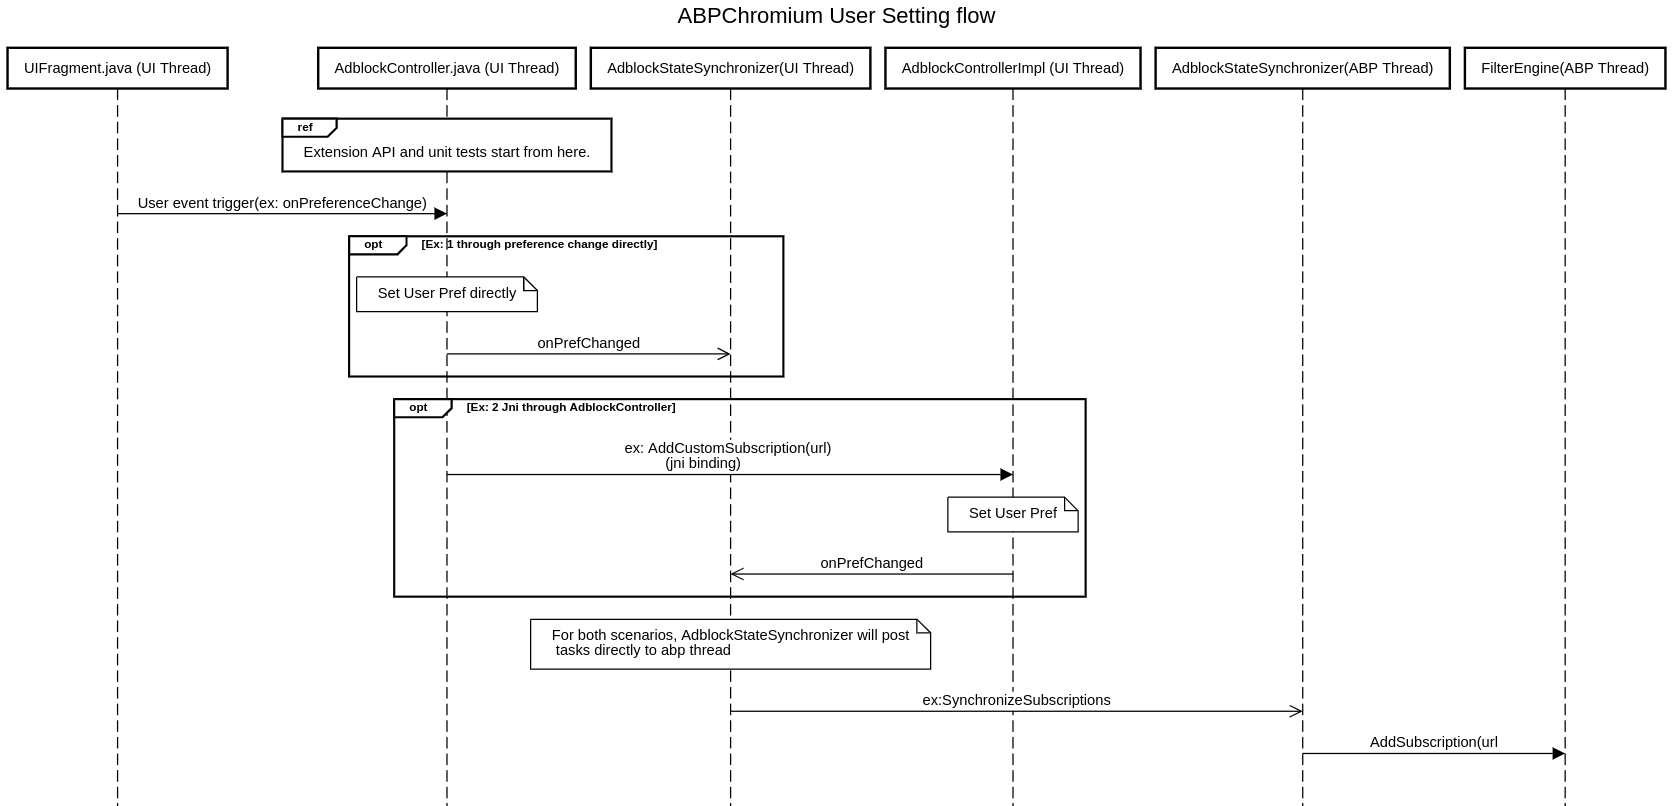 ABPChromium User Setting flow
UIFragment.java (UI Thread)
AdblockController.java (UI Thread)
AdblockStateSynchronizer(UI Thread)
AdblockControllerImpl (UI Thread)
AdblockStateSynchronizer(ABP Thread)
FilterEngine(ABP Thread)
ref
Extension API and unit tests start from here.
User event trigger(ex: onPreferenceChange)
opt
[Ex: 1 through preference change directly]
Set User Pref directly
onPrefChanged
opt
[Ex: 2 Jni through AdblockController]
ex: AddCustomSubscription(url)
(jni binding)
Set User Pref
onPrefChanged
For both scenarios, AdblockStateSynchronizer will post
tasks directly to abp thread
ex:SynchronizeSubscriptions
AddSubscription(url